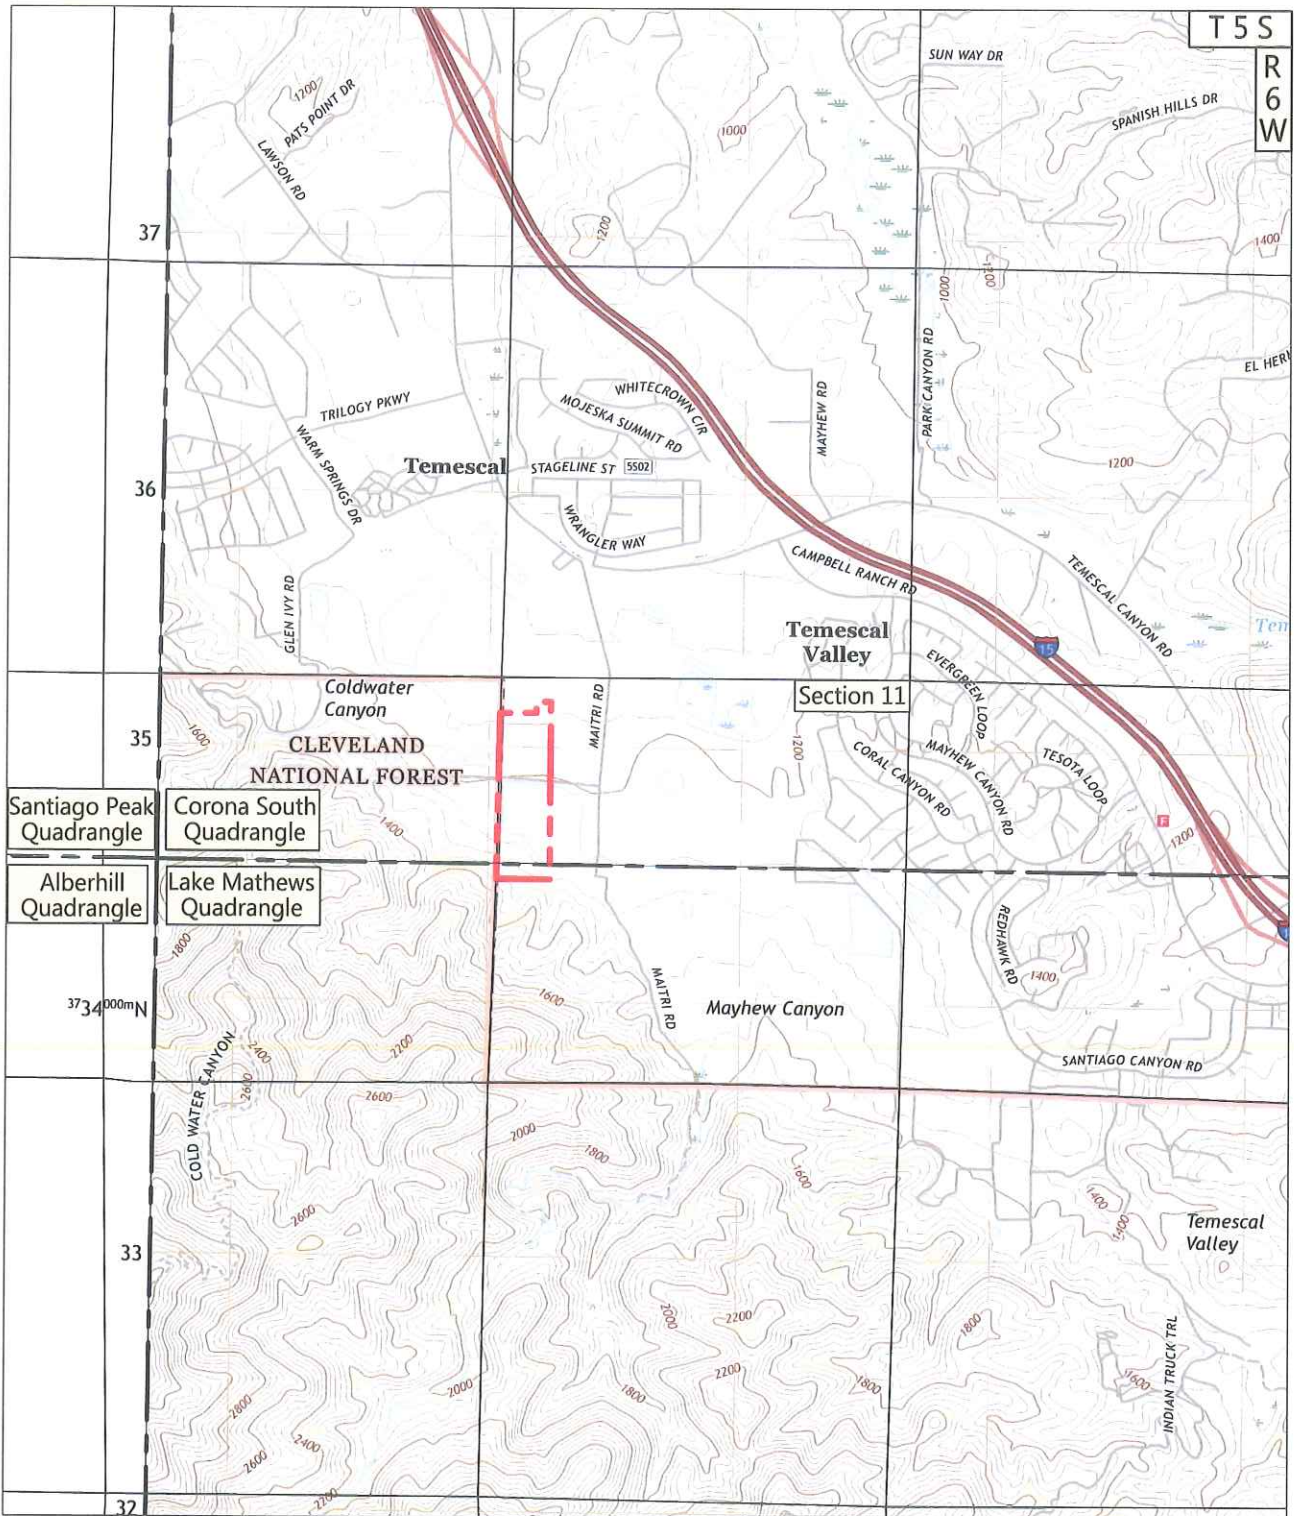 T 5 S
R
6
W
SUN WAY DR
1200
PATS POINT DR
SPANISH HILLS DR
1000
LAWSON RD
37
1200
1400
1200
1000
PARK CANYON RD
EL HER
WHITECROWN CIR
TRILOGY PKWY
MOJESKA SUMMIT RD
MAYHEW RD
WARM SPRINGS DR
Temescal
STAGELINE ST
5S02
1200
36
WRANGLER WAY
CAMPBELL RANCH RD
TEMESCAL CANYON RD
GLEN IVY RD
Temescal
Valley
15
Tem
EVERGREEN LOOP
Coldwater
Canyon
MAITRI RD
Section 11
1600
35
CLEVELAND
NATIONAL FOREST
1200
CORAL CANYON RD
MAYHEW CANYON RD
TESOTA LOOP
F
1200
1400
Santiago Peak
Quadrangle
Corona South
Quadrangle
Alberhill
Quadrangle
Lake Mathews
Quadrangle
1800
REDHAWK RD
1400
1600
MAITRI RD
3734000mN
Mayhew Canyon
2400
2200
COLD WATER CANYON
2600
2600
SANTIAGO CANYON RD
2000
1800
1600
1400
1400
2600
Temescal
Valley
33
2000
2200
1800
INDIAN TRUCK TRL
2200
1600
2000
1800
1800
2800
2400
2600
2200
32